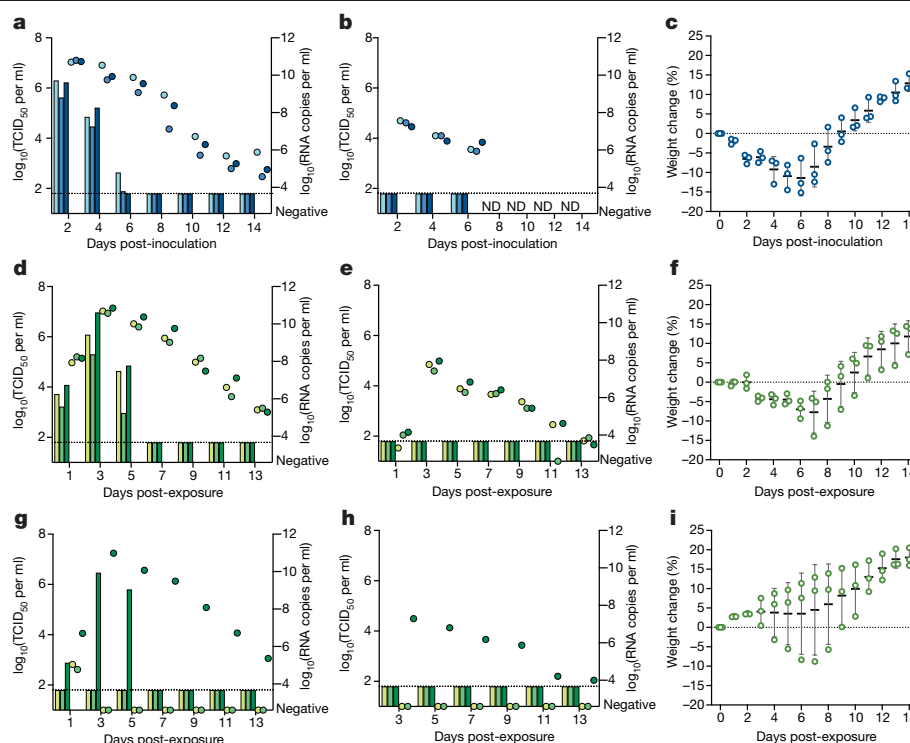 a
8
6
4
2
log10(TCID50 per ml)
12
10
8
6
4
Negative
log10(RNA copies per ml)
2 4 6 8 10 12 14
Days post-inoculation
b
8
6
4
2
log10(TCID50 per ml)
12
10
8
6
4
Negative
log10(RNA copies per ml)
ND ND ND ND
2 4 6 8 10 12 14
Days post-inoculation
c
25
20
15
10
5
0
−5
−10
−15
−20
Weight change (%)
0 2 4 6 8 10 12
Days post-inoculation
d
8
6
4
2
log10(TCID50 per ml)
12
10
8
6
4
Negative
log10(RNA copies per ml)
1 3 5 7 9 11 13
Days post-exposure
e
8
6
4
2
log10(TCID50 per ml)
12
10
8
6
4
Negative
log10(RNA copies per ml)
1 3 5 7 9 11 13
Days post-exposure
f
25
20
15
10
5
0
−5
−10
−15
−20
Weight change (%)
0 2 4 6 8 10 12
Days post-exposure
g
8
6
4
2
log10(TCID50 per ml)
12
10
8
6
4
Negative
log10(RNA copies per ml)
1 3 5 7 9 11 13
Days post-exposure
h
8
6
4
2
log10(TCID50 per ml)
12
10
8
6
4
Negative
log10(RNA copies per ml)
3 5 7 9 11 13
Days post-exposure
i
25
20
15
10
5
0
−5
−10
−15
−20
Weight change (%)
0 2 4 6 8 10 12
Days post-exposure